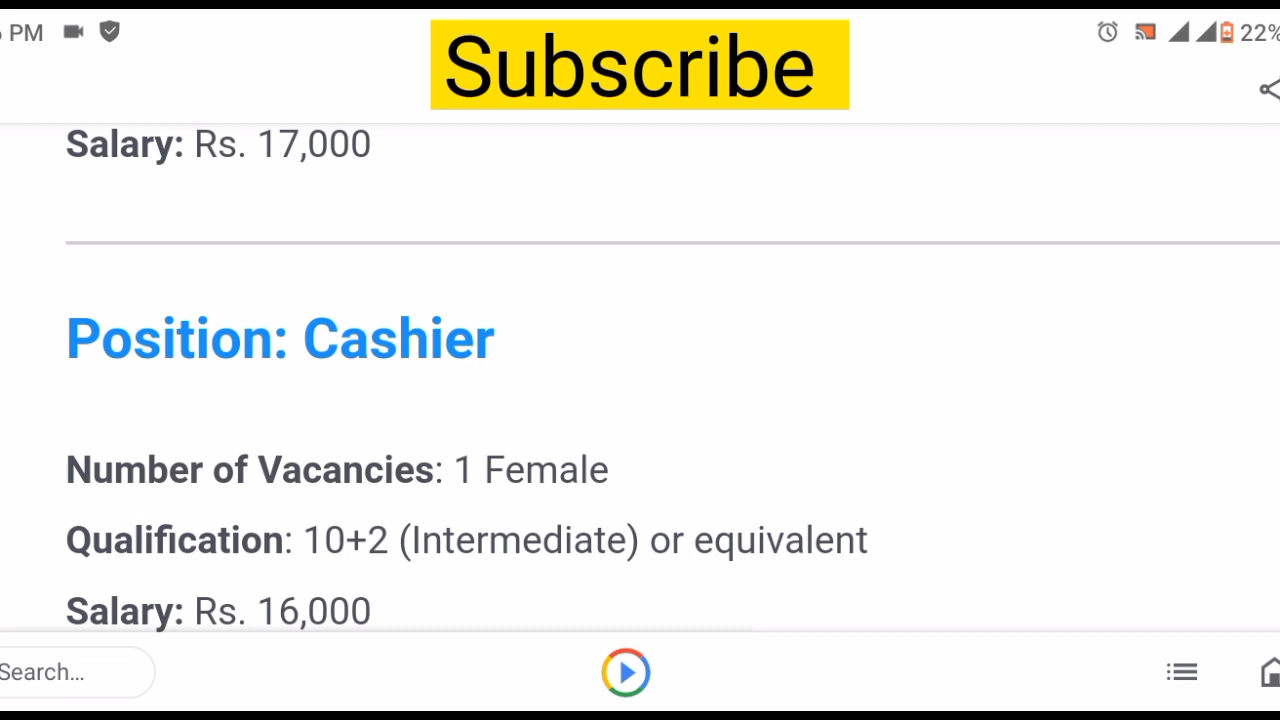 PM
22%
Subscribe
Salary: Rs. 17,000
Position: Cashier
Number of Vacancies: 1 Female
Qualification: 10+2 (Intermediate) or equivalent
Salary: Rs. 16,000
Search...